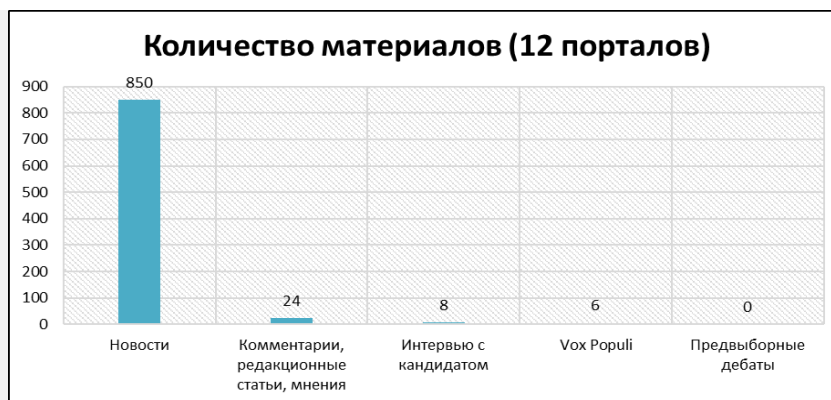 Количество материалов (12 порталов)
900
800
700
600
500
400
300
200
100
0
850
24
8
6
0
Новости
Комментарии,
редакционные
статьи, мнения
Интервью с
кандидатом
Vox Populi
Предвыборные
дебаты